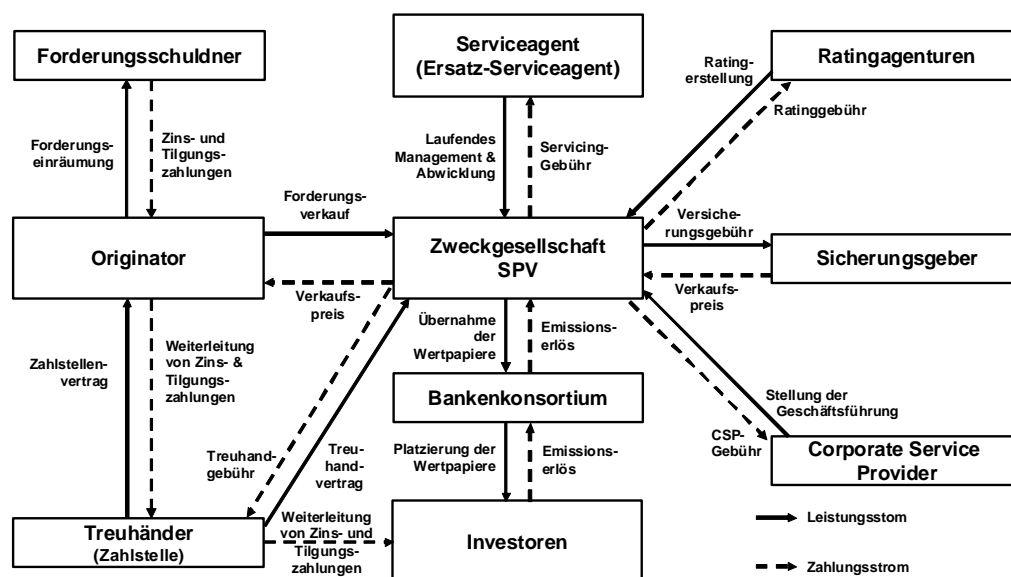 Forderungsschuldner
Serviceagent
(Ersatz-Serviceagent)
Ratingagenturen
Rating-
erstellung
Ratinggebühr
Forderungs-
einräumung
Zins- und
Tilgungs-
zahlungen
Laufendes
Management &
Abwicklung
Servicing-
Gebühr
Forderungs-
verkauf
Versiche-
rungsgebühr
Originator
Zweckgesellschaft
SPV
Sicherungsgeber
Verkaufs-
preis
Verkaufs-
preis
Zahlstellen-
vertrag
Weiterleitung
von Zins- &
Tilgungs-
zahlungen
Übernahme
der
Wertpapiere
Emissions-
erlös
Bankenkonsortium
Stellung der
Geschäftsführung
CSP-
Gebühr
Treuhand-
gebühr
Treu-
hand-
vertrag
Platzierung der
Wertpapiere
Emissions-
erlös
Corporate Service
Provider
Treuhänder
(Zahlstelle)
Weiterleitung
von Zins- und
Tilgungs-
zahlungen
Investoren
Leistungsstom
Zahlungsstrom